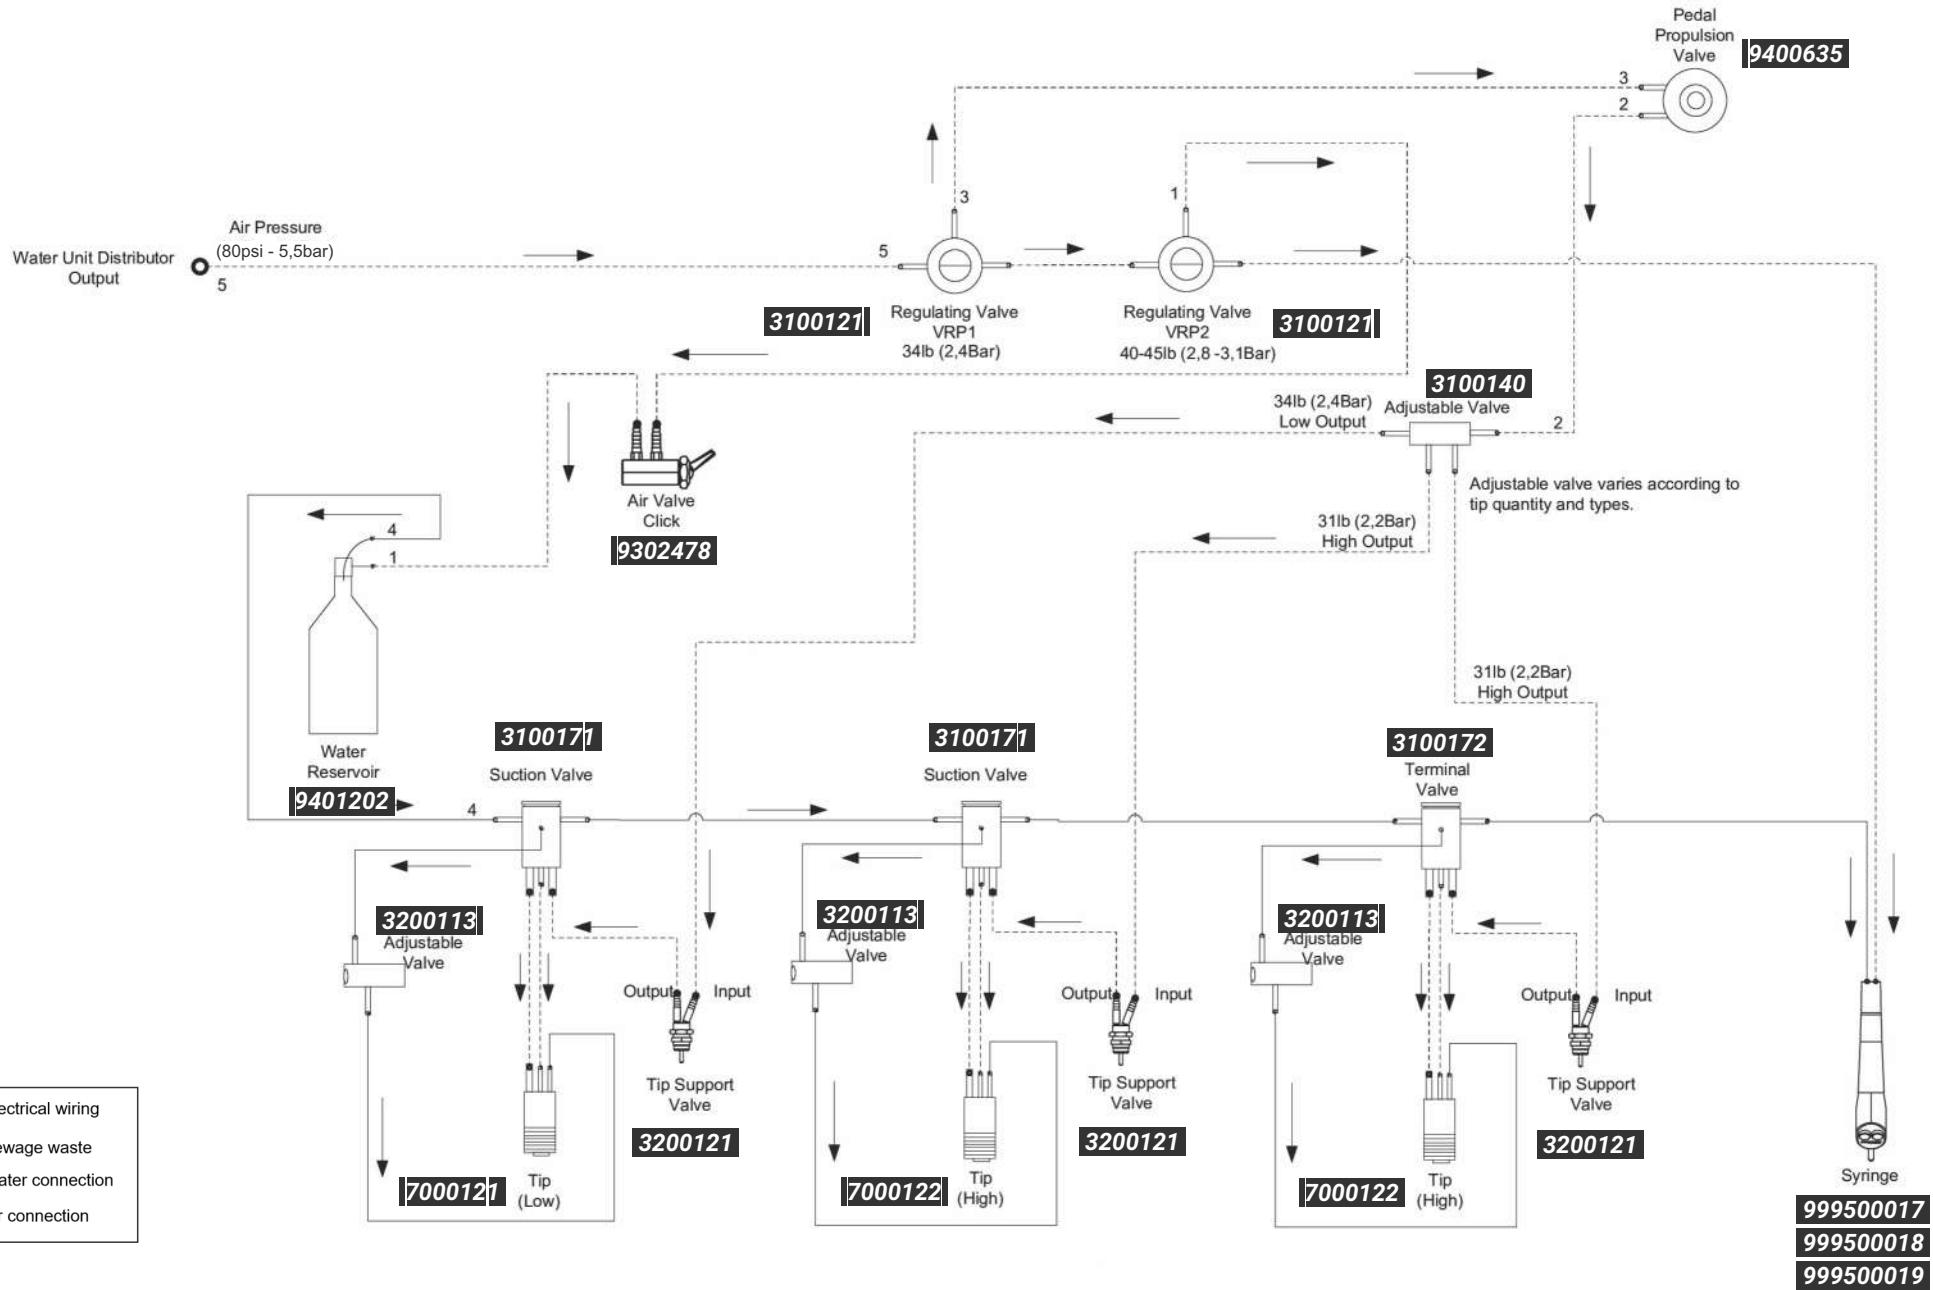 Pedal
Propulsion
Valve
9400635
3
2
Air Pressure
(80psi - 5,5bar)
Water Unit Distributor
Output
5
5
3
1
3100121
Regulating Valve
VRP1
34lb (2,4Bar)
Regulating Valve
VRP2
40-45lb (2,8 -3,1Bar)
3100121
3100140
34lb (2,4Bar)
Low Output
Adjustable Valve
2
Adjustable valve varies according to
tip quantity and types.
Air Valve
Click
9302478
4
1
31lb (2,2Bar)
High Output
31lb (2,2Bar)
High Output
Water
Reservoir
9401202
4
3100171
Suction Valve
3100171
Suction Valve
3100172
Terminal
Valve
3200113
Adjustable
Valve
3200113
Adjustable
Valve
3200113
Adjustable
Valve
Output
Input
Output
Input
Output
Input
Tip Support
Valve
3200121
Tip Support
Valve
3200121
Tip Support
Valve
3200121
7000121
Tip
(Low)
7000122
Tip
(High)
7000122
Tip
(High)
Syringe
999500017
999500018
999500019
ectrical wiring
ewage waste
ater connection
r connection